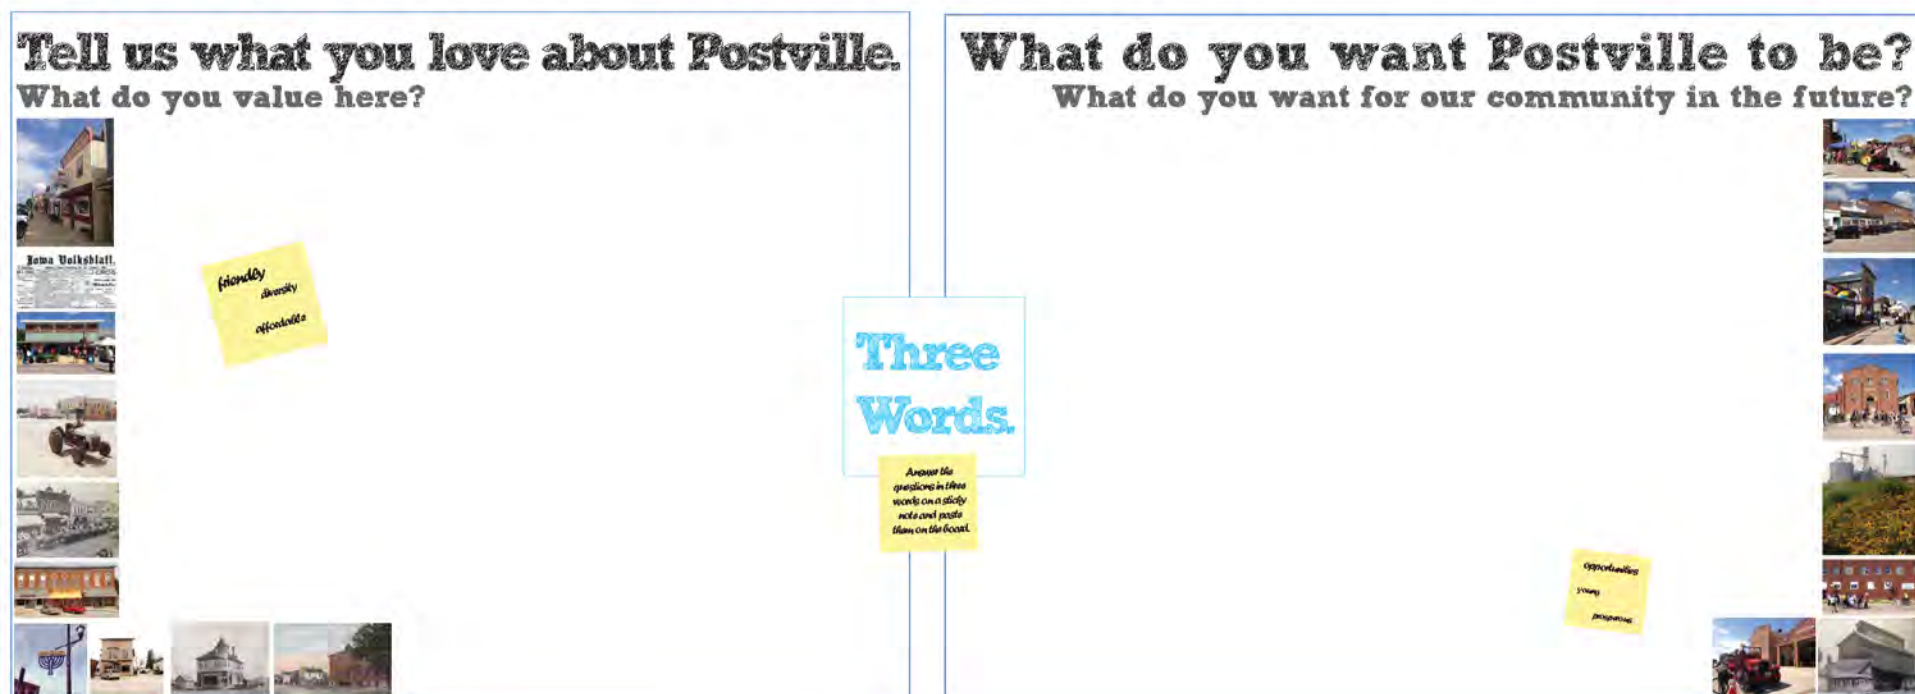 Tell us what you love about Postville.
What do you value here?
Iowa Volksblatt.
friendly
diversity
affordable
Three
Words.
Answer the
questions in three
words on a sticky
note and paste
them on the board.
What do you want Postville to be?
What do you want for our community in the future?
opportunities
young
prosperous